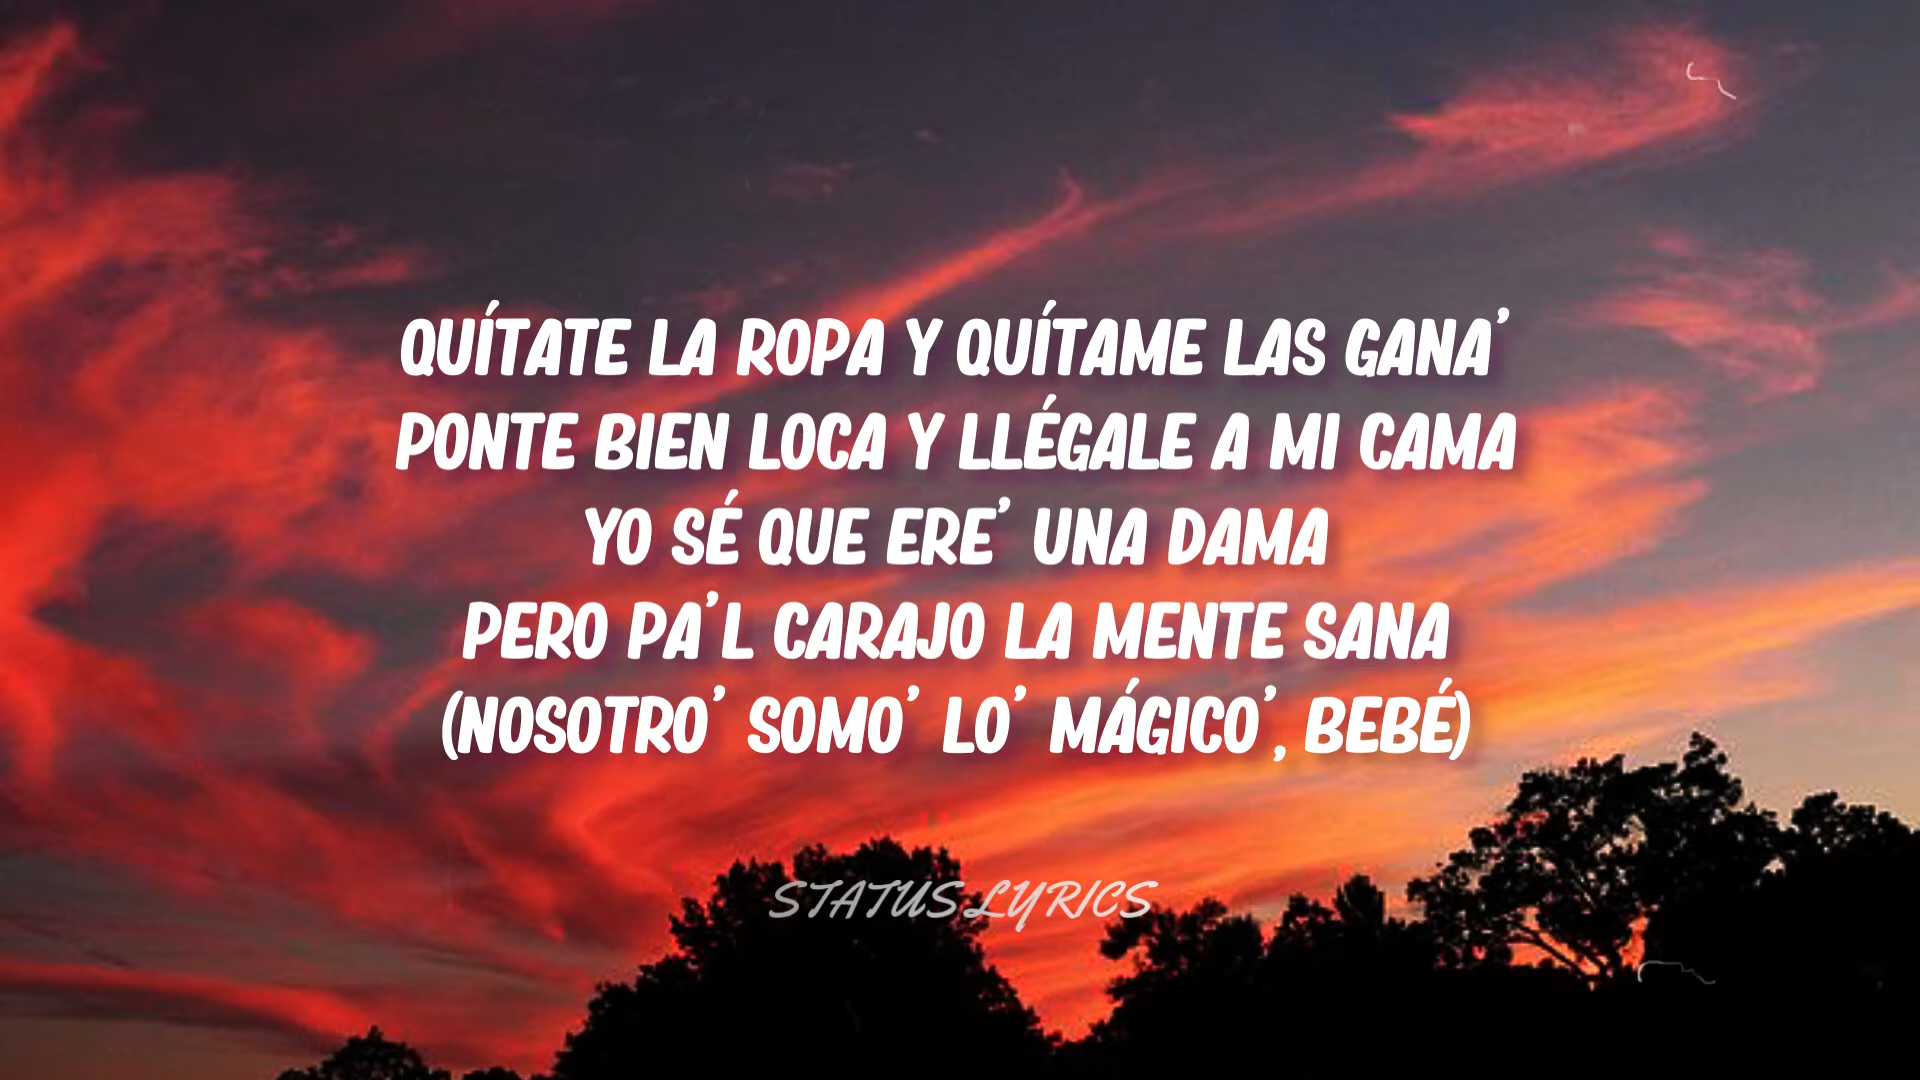 QUÍTATE LA ROPA Y QUÍTAME LAS GANA'
PONTE BIEN LOCA Y LLÉGALE A MI CAMA
YO SÉ QUE ERE' UNA DAMA
PERO PA'L CARAJO LA MENTE SANA
(NOSOTRO' SOMO' LO' MÁGICO', BEBÉ)
STATUS LYRICS